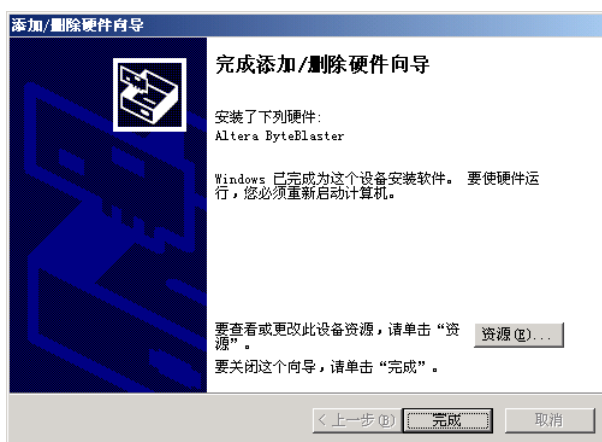 添加/删除硬件向导
完成添加/删除硬件向导
安装了下列硬件:
Altera ByteBlaster
Windows 已完成为这个设备安装软件。 要使硬件运
行，您必须重新启动计算机。
要查看或更改此设备资源，请单击“资
源”。
资源(E)...
要关闭这个向导，请单击“完成”。
< 上一步(B)
完成
取消